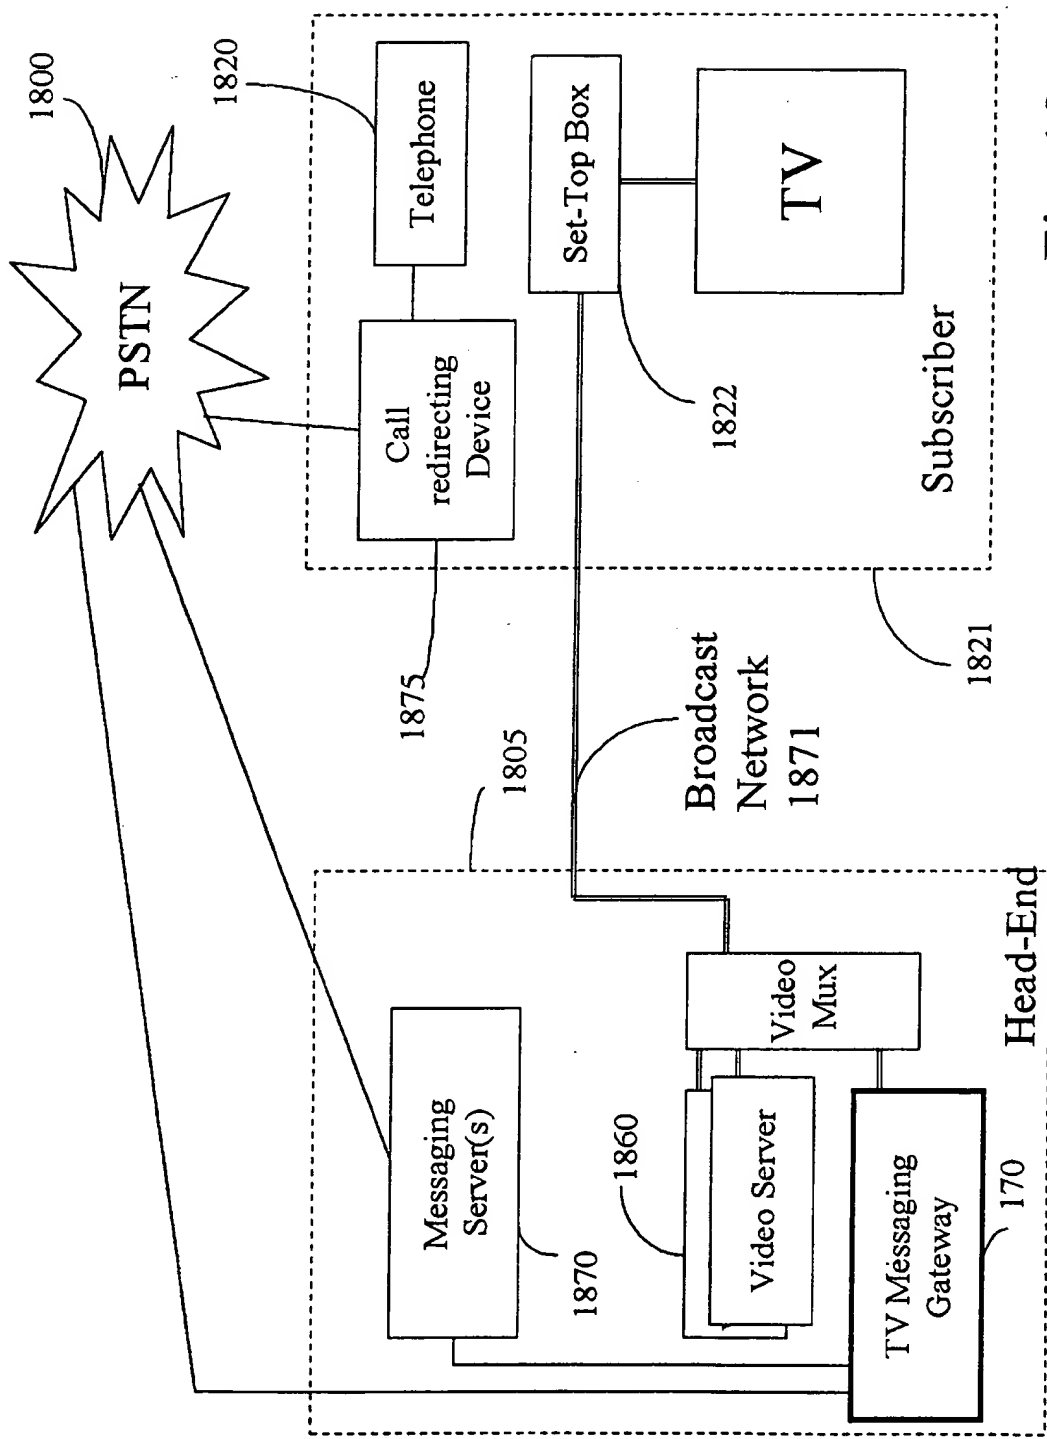 1800
PSTN
1820
Telephone
Call
redirecting
Device
1875
Set-Top Box
1822
TV
Subscriber
1821
1805
Broadcast
Network
1871
Messaging
Server(s)
1870
1860
Video Server
Video
Mux
TV Messaging
Gateway
170
Head-End